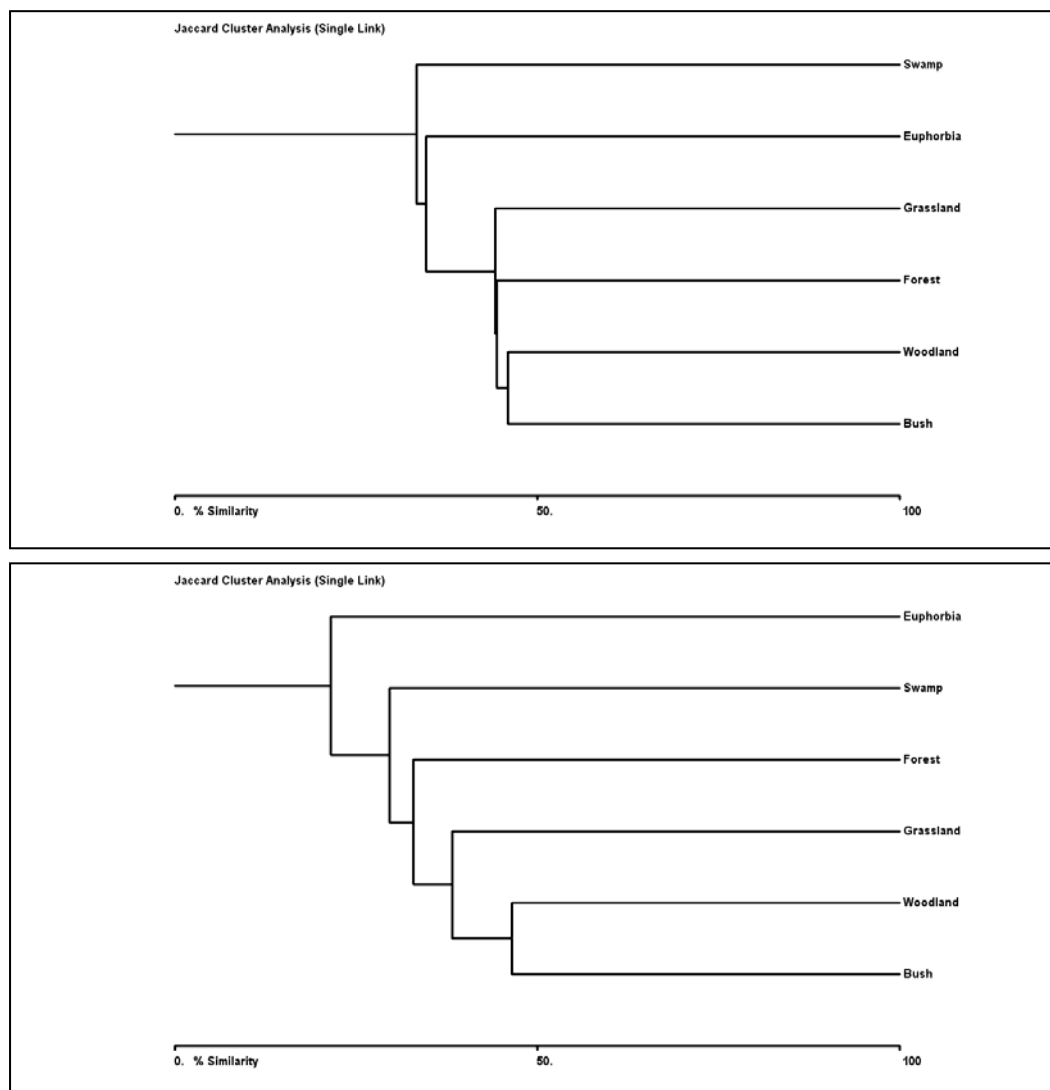 Jaccard Cluster Analysis (Single Link)
Swamp
Euphorbia
Grassland
Forest
Woodland
Bush
0. % Similarity 50. 100
Jaccard Cluster Analysis (Single Link)
Euphorbia
Swamp
Forest
Grassland
Woodland
Bush
0. % Similarity 50. 100